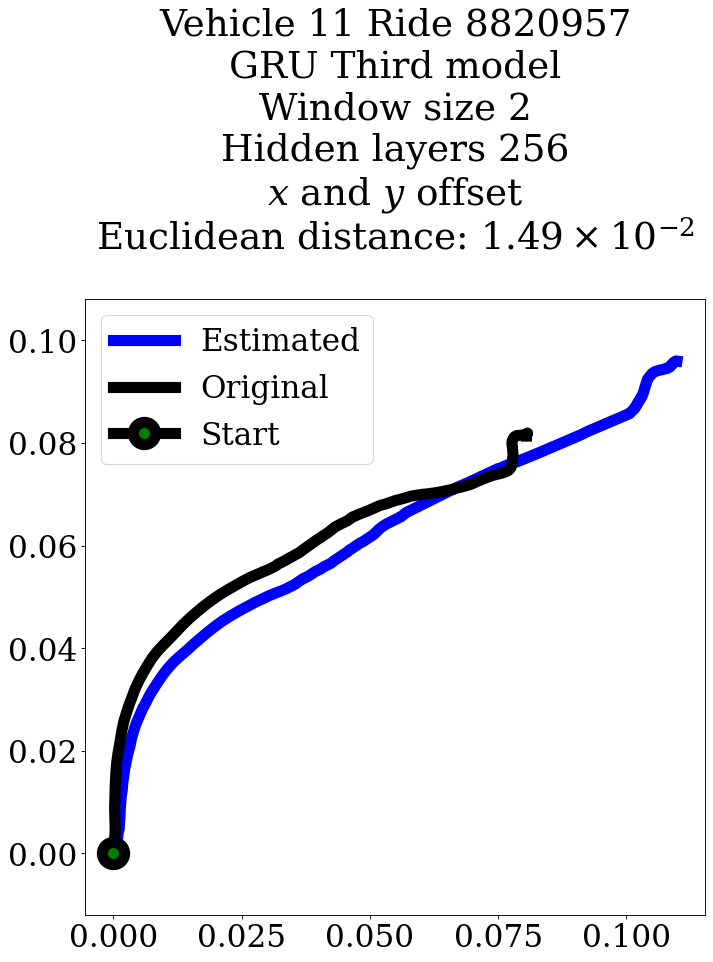 Vehicle 11 Ride 8820957
GRU Third model
Window size 2
Hidden layers 256
x and y offset
Euclidean distance: 1.49 × 10⁻²
Estimated
Original
Start
0.10
0.08
0.06
0.04
0.02
0.00
0.000 0.025 0.050 0.075 0.100